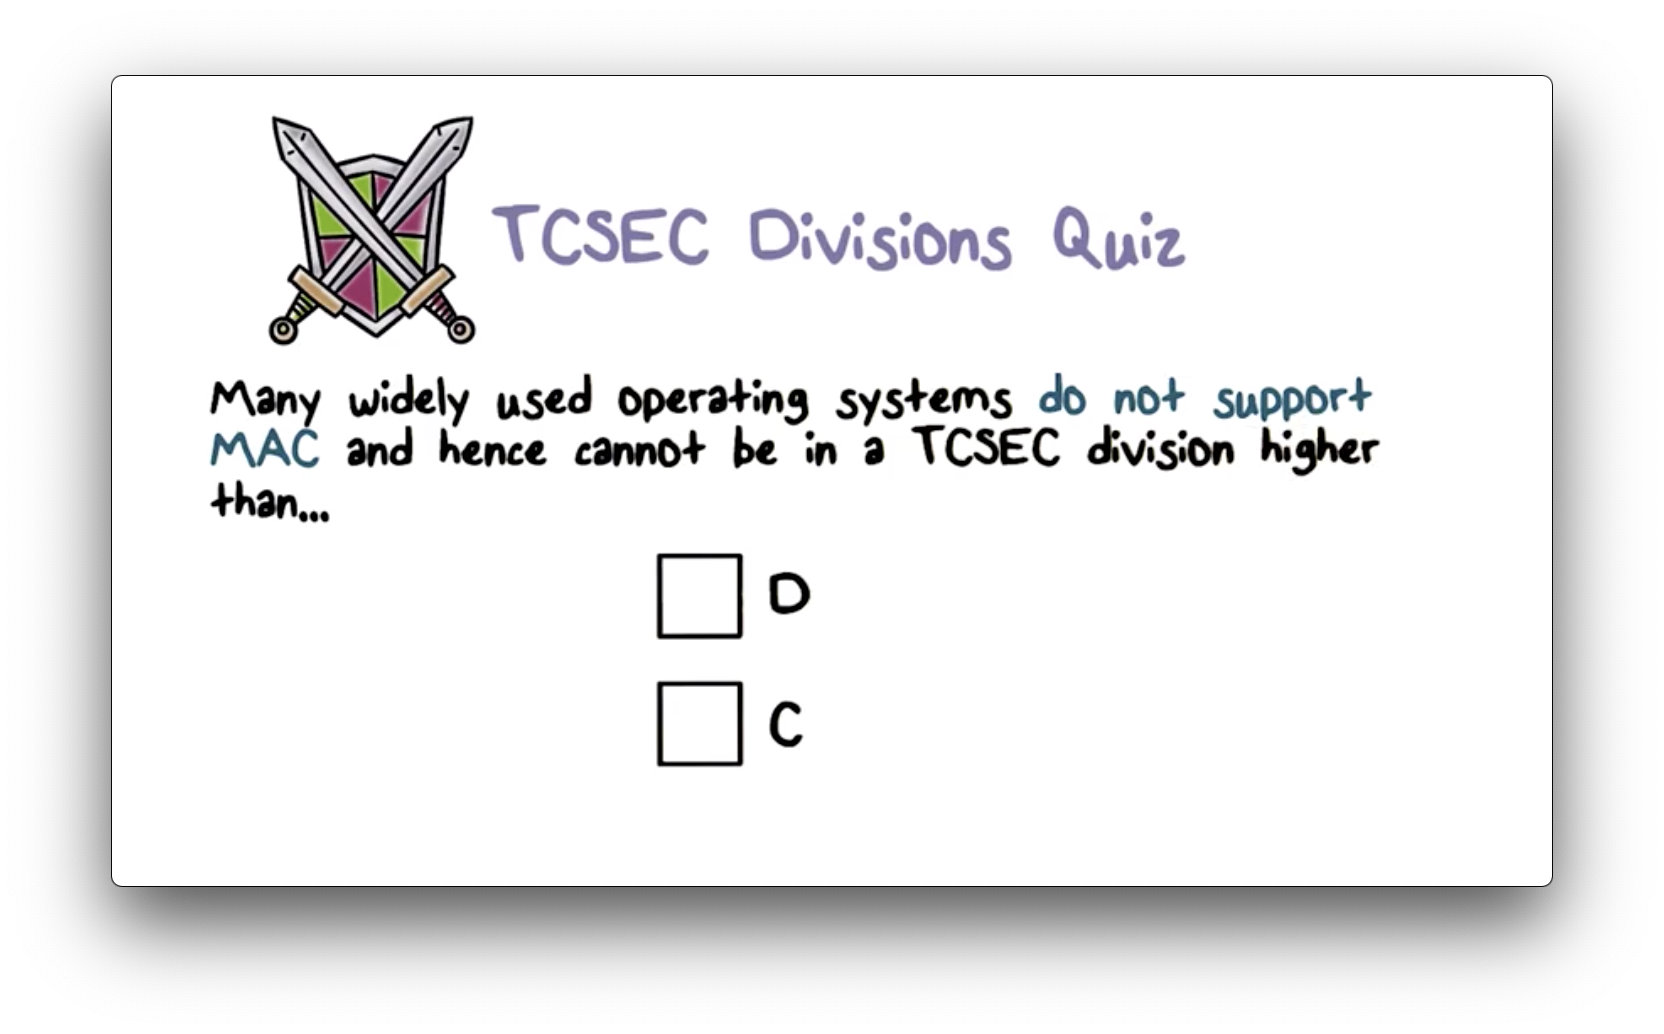 TCSEC Divisions Quiz
Many widely used operating systems do not support
MAC and hence cannot be in a TCSEC division higher
than...
D
C